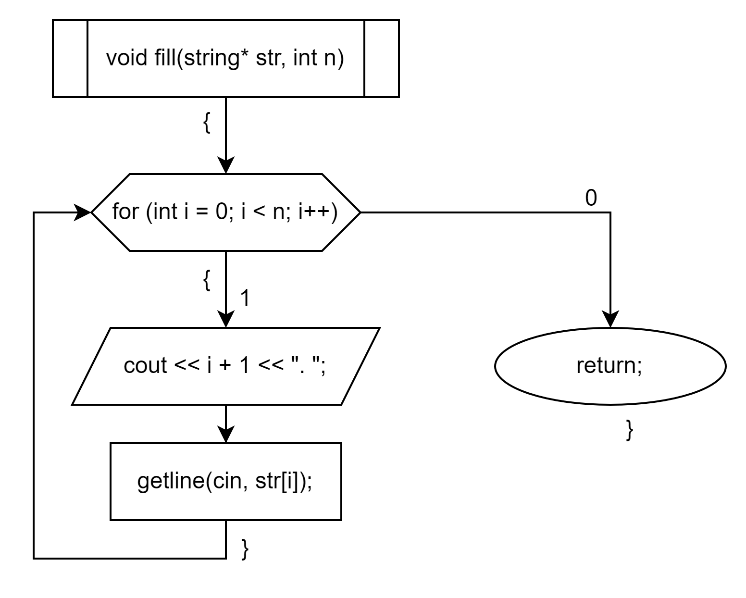 void fill(string* str, int n)
{
for (int i = 0; i < n; i++)
0
{
1
cout << i + 1 << ". ";
return;
}
getline(cin, str[i]);
}